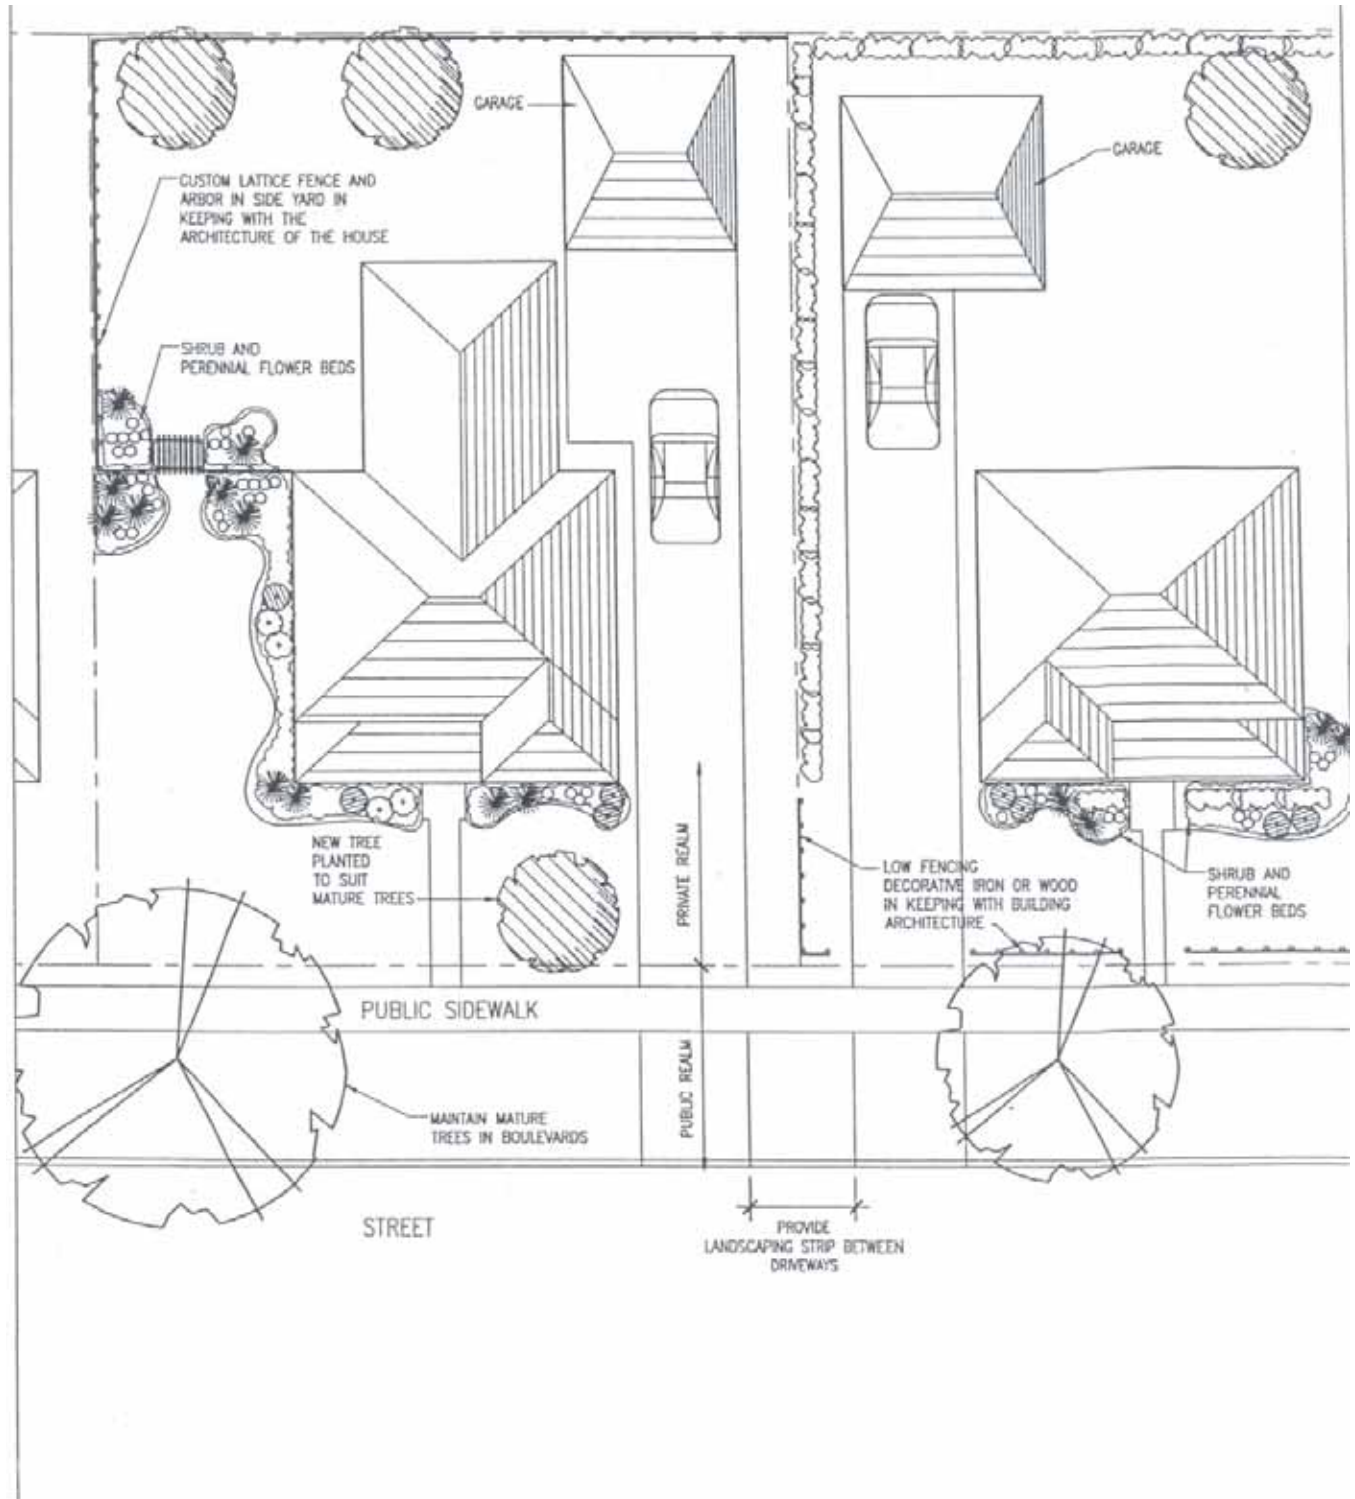 GARAGE
GARAGE
CUSTOM LATTICE FENCE AND
ARBOR IN SIDE YARD IN
KEEPING WITH THE
ARCHITECTURE OF THE HOUSE
SHRUB AND
PERENNIAL FLOWER BEDS
NEW TREE
PLANTED
TO SUIT
MATURE TREES
PRIVATE REALM
LOW FENCING
DECORATIVE IRON OR WOOD
IN KEEPING WITH BUILDING
ARCHITECTURE
SHRUB AND
PERENNIAL
FLOWER BEDS
PUBLIC SIDEWALK
PUBLIC REALM
MAINTAIN MATURE
TREES IN BOULEVARDS
STREET
PROVIDE
LANDSCAPING STRIP BETWEEN
DRIVEWAYS